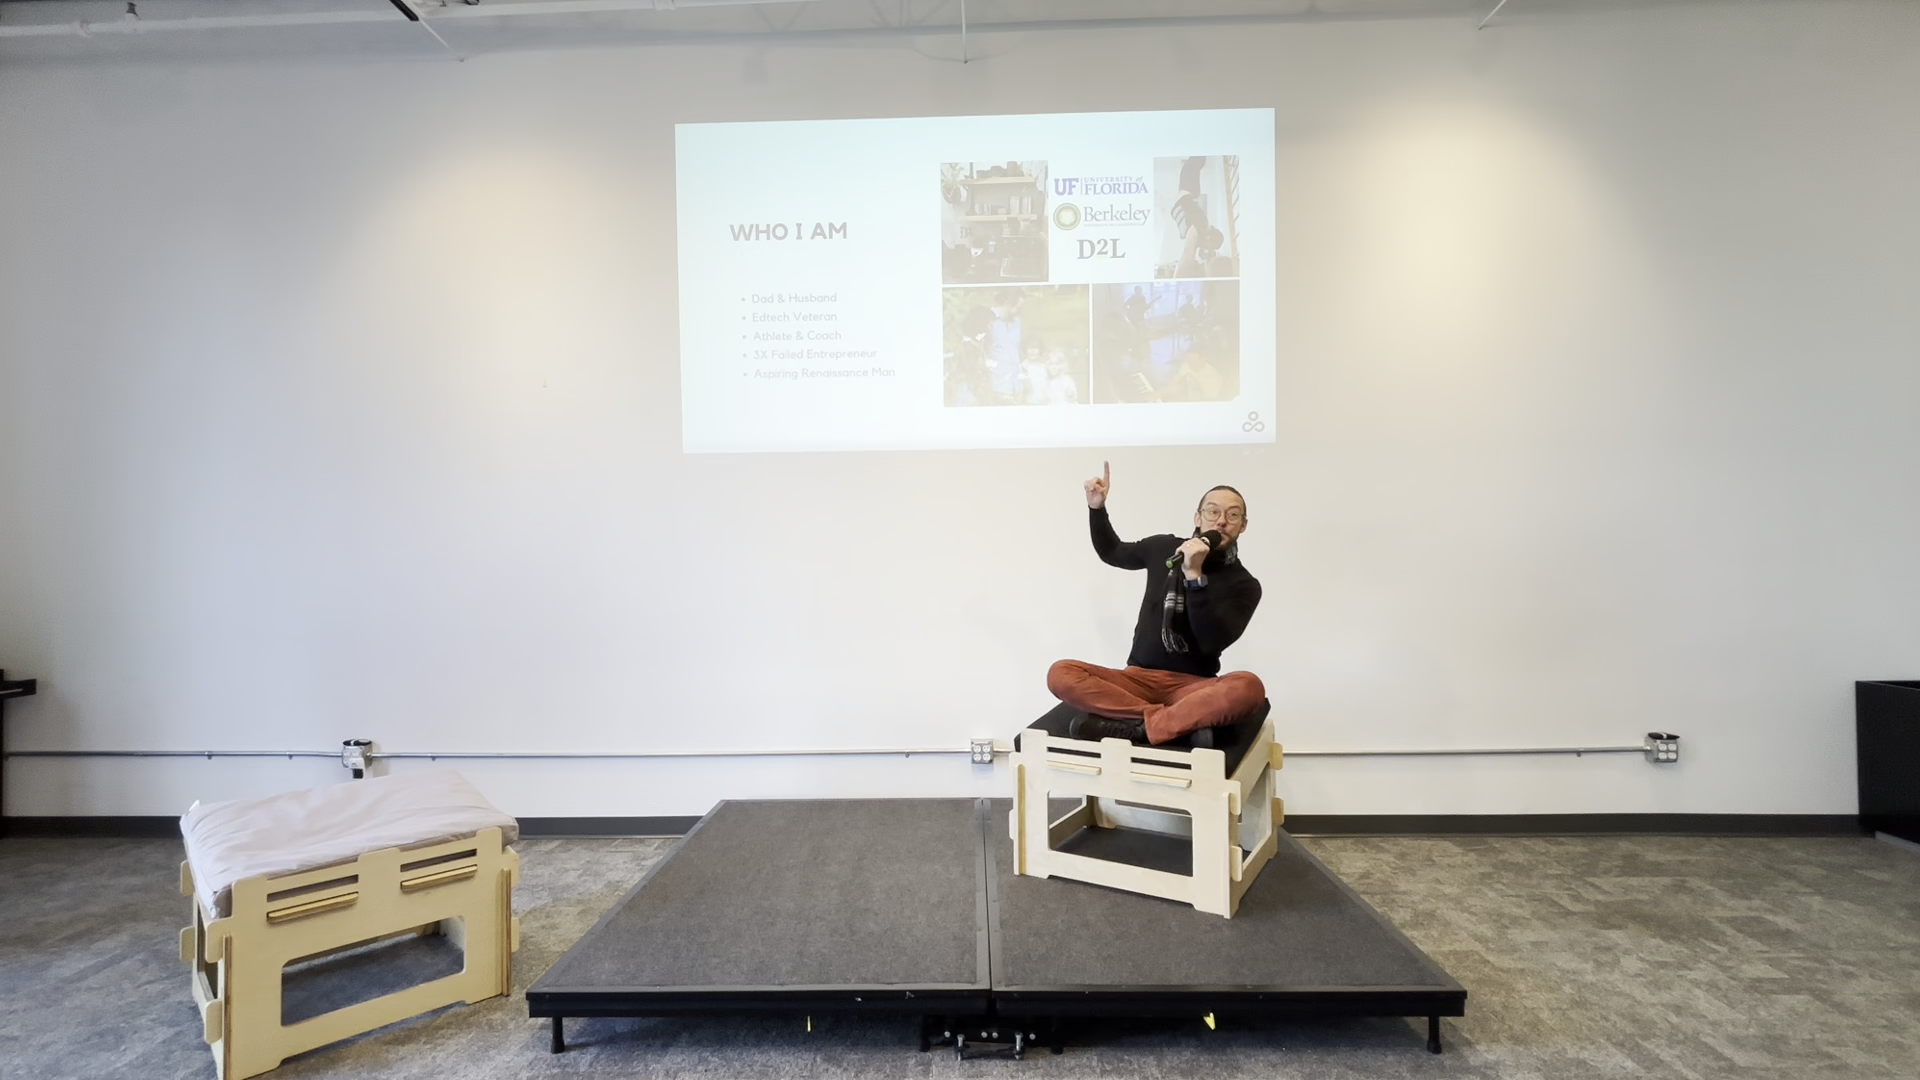 WHO I AM
Dad & Husband
Edtech Veteran
Athlete & Coach
3X Failed Entrepreneur
Aspiring Renaissance Man
UF UNIVERSITY of FLORIDA
Berkeley
D2L